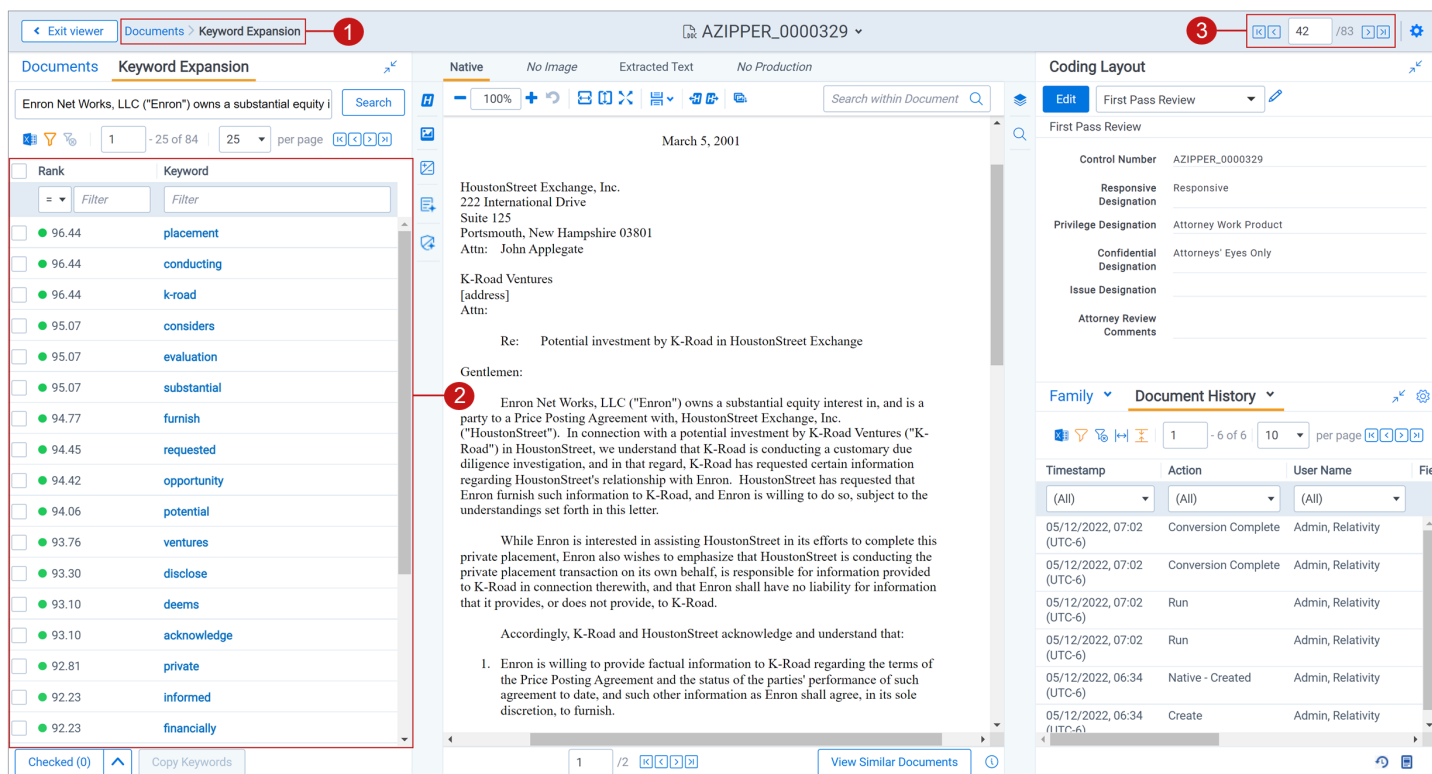 Exit viewer
Documents > Keyword Expansion
1
AZIPPER_0000329
3
42 /83
Documents Keyword Expansion
Enron Net Works, LLC ("Enron") owns a substantial equity i
Search
1 - 25 of 84 25 per page
Rank Keyword
= Filter Filter
96.44 placement
96.44 conducting
96.44 k-road
95.07 considers
95.07 evaluation
95.07 substantial
94.77 furnish
94.45 requested
94.42 opportunity
94.06 potential
93.76 ventures
93.30 disclose
93.10 deems
93.10 acknowledge
92.81 private
92.23 informed
92.23 financially
Checked (0) Copy Keywords
2
Native No Image Extracted Text No Production
100% Search within Document
March 5, 2001
HoustonStreet Exchange, Inc.
222 International Drive
Suite 125
Portsmouth, New Hampshire 03801
Attn: John Applegate
K-Road Ventures
[address]
Attn:
Re: Potential investment by K-Road in HoustonStreet Exchange
Gentlemen:
Enron Net Works, LLC ("Enron") owns a substantial equity interest in, and is a
party to a Price Posting Agreement with, HoustonStreet Exchange, Inc.
("HoustonStreet"). In connection with a potential investment by K-Road Ventures ("K-
Road") in HoustonStreet, we understand that K-Road is conducting a customary due
diligence investigation, and in that regard, K-Road has requested certain information
regarding HoustonStreet's relationship with Enron. HoustonStreet has requested that
Enron furnish such information to K-Road, and Enron is willing to do so, subject to the
understandings set forth in this letter.
While Enron is interested in assisting HoustonStreet in its efforts to complete this
private placement, Enron also wishes to emphasize that HoustonStreet is conducting the
private placement transaction on its own behalf, is responsible for information provided
to K-Road in connection therewith, and that Enron shall have no liability for information
that it provides, or does not provide, to K-Road.
Accordingly, K-Road and HoustonStreet acknowledge and understand that:
1. Enron is willing to provide factual information to K-Road regarding the terms of
the Price Posting Agreement and the status of the parties' performance of such
agreement to date, and such other information as Enron shall agree, in its sole
discretion, to furnish.
1 /2
View Similar Documents
Coding Layout
Edit First Pass Review
First Pass Review
Control Number AZIPPER_0000329
Responsive Designation Responsive
Privilege Designation Attorney Work Product
Confidential Designation Attorneys' Eyes Only
Issue Designation
Attorney Review Comments
Family Document History
1 - 6 of 6 10 per page
Timestamp Action User Name Fie
(All) (All) (All)
05/12/2022, 07:02 Conversion Complete Admin, Relativity
(UTC-6)
05/12/2022, 07:02 Conversion Complete Admin, Relativity
(UTC-6)
05/12/2022, 07:02 Run Admin, Relativity
(UTC-6)
05/12/2022, 07:02 Run Admin, Relativity
(UTC-6)
05/12/2022, 06:34 Native - Created Admin, Relativity
(UTC-6)
05/12/2022, 06:34 Create Admin, Relativity
(UTC-6)